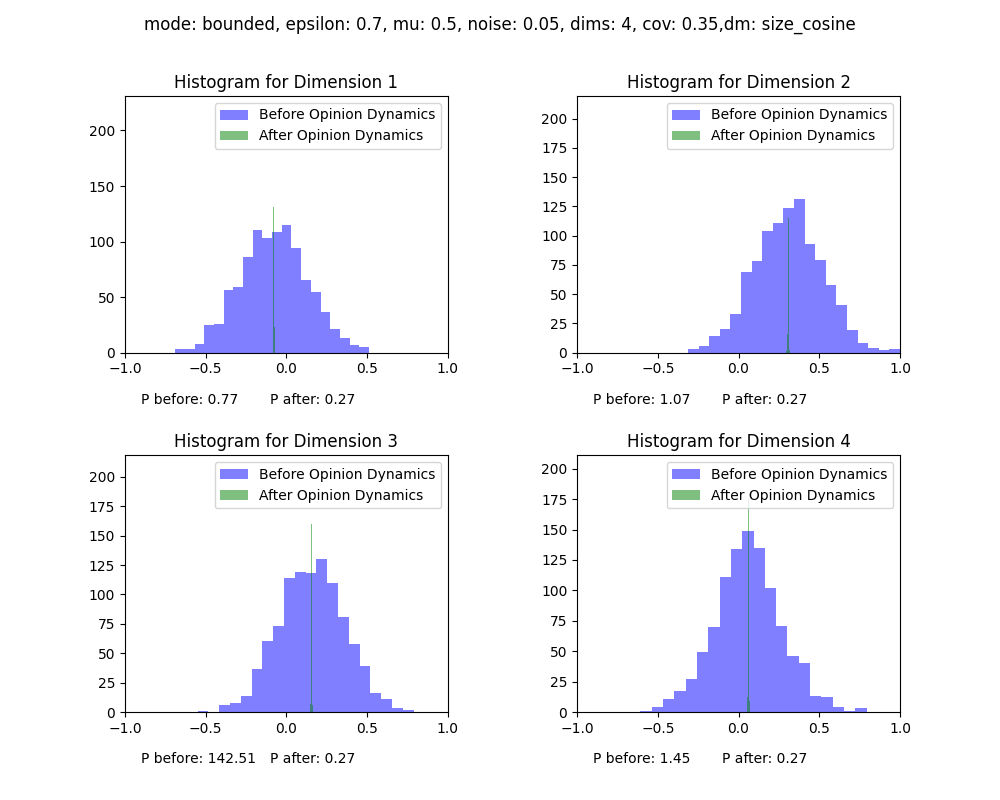 mode: bounded, epsilon: 0.7, mu: 0.5, noise: 0.05, dims: 4, cov: 0.35,dm: size_cosine
Histogram for Dimension 1
Before Opinion Dynamics
After Opinion Dynamics
200
150
100
50
0
−1.0 −0.5 0.0 0.5 1.0
P before: 0.77 P after: 0.27
Histogram for Dimension 2
Before Opinion Dynamics
After Opinion Dynamics
200
175
150
125
100
75
50
25
0
−1.0 −0.5 0.0 0.5 1.0
P before: 1.07 P after: 0.27
Histogram for Dimension 3
Before Opinion Dynamics
After Opinion Dynamics
200
175
150
125
100
75
50
25
0
−1.0 −0.5 0.0 0.5 1.0
P before: 142.51 P after: 0.27
Histogram for Dimension 4
Before Opinion Dynamics
After Opinion Dynamics
200
175
150
125
100
75
50
25
0
−1.0 −0.5 0.0 0.5 1.0
P before: 1.45 P after: 0.27